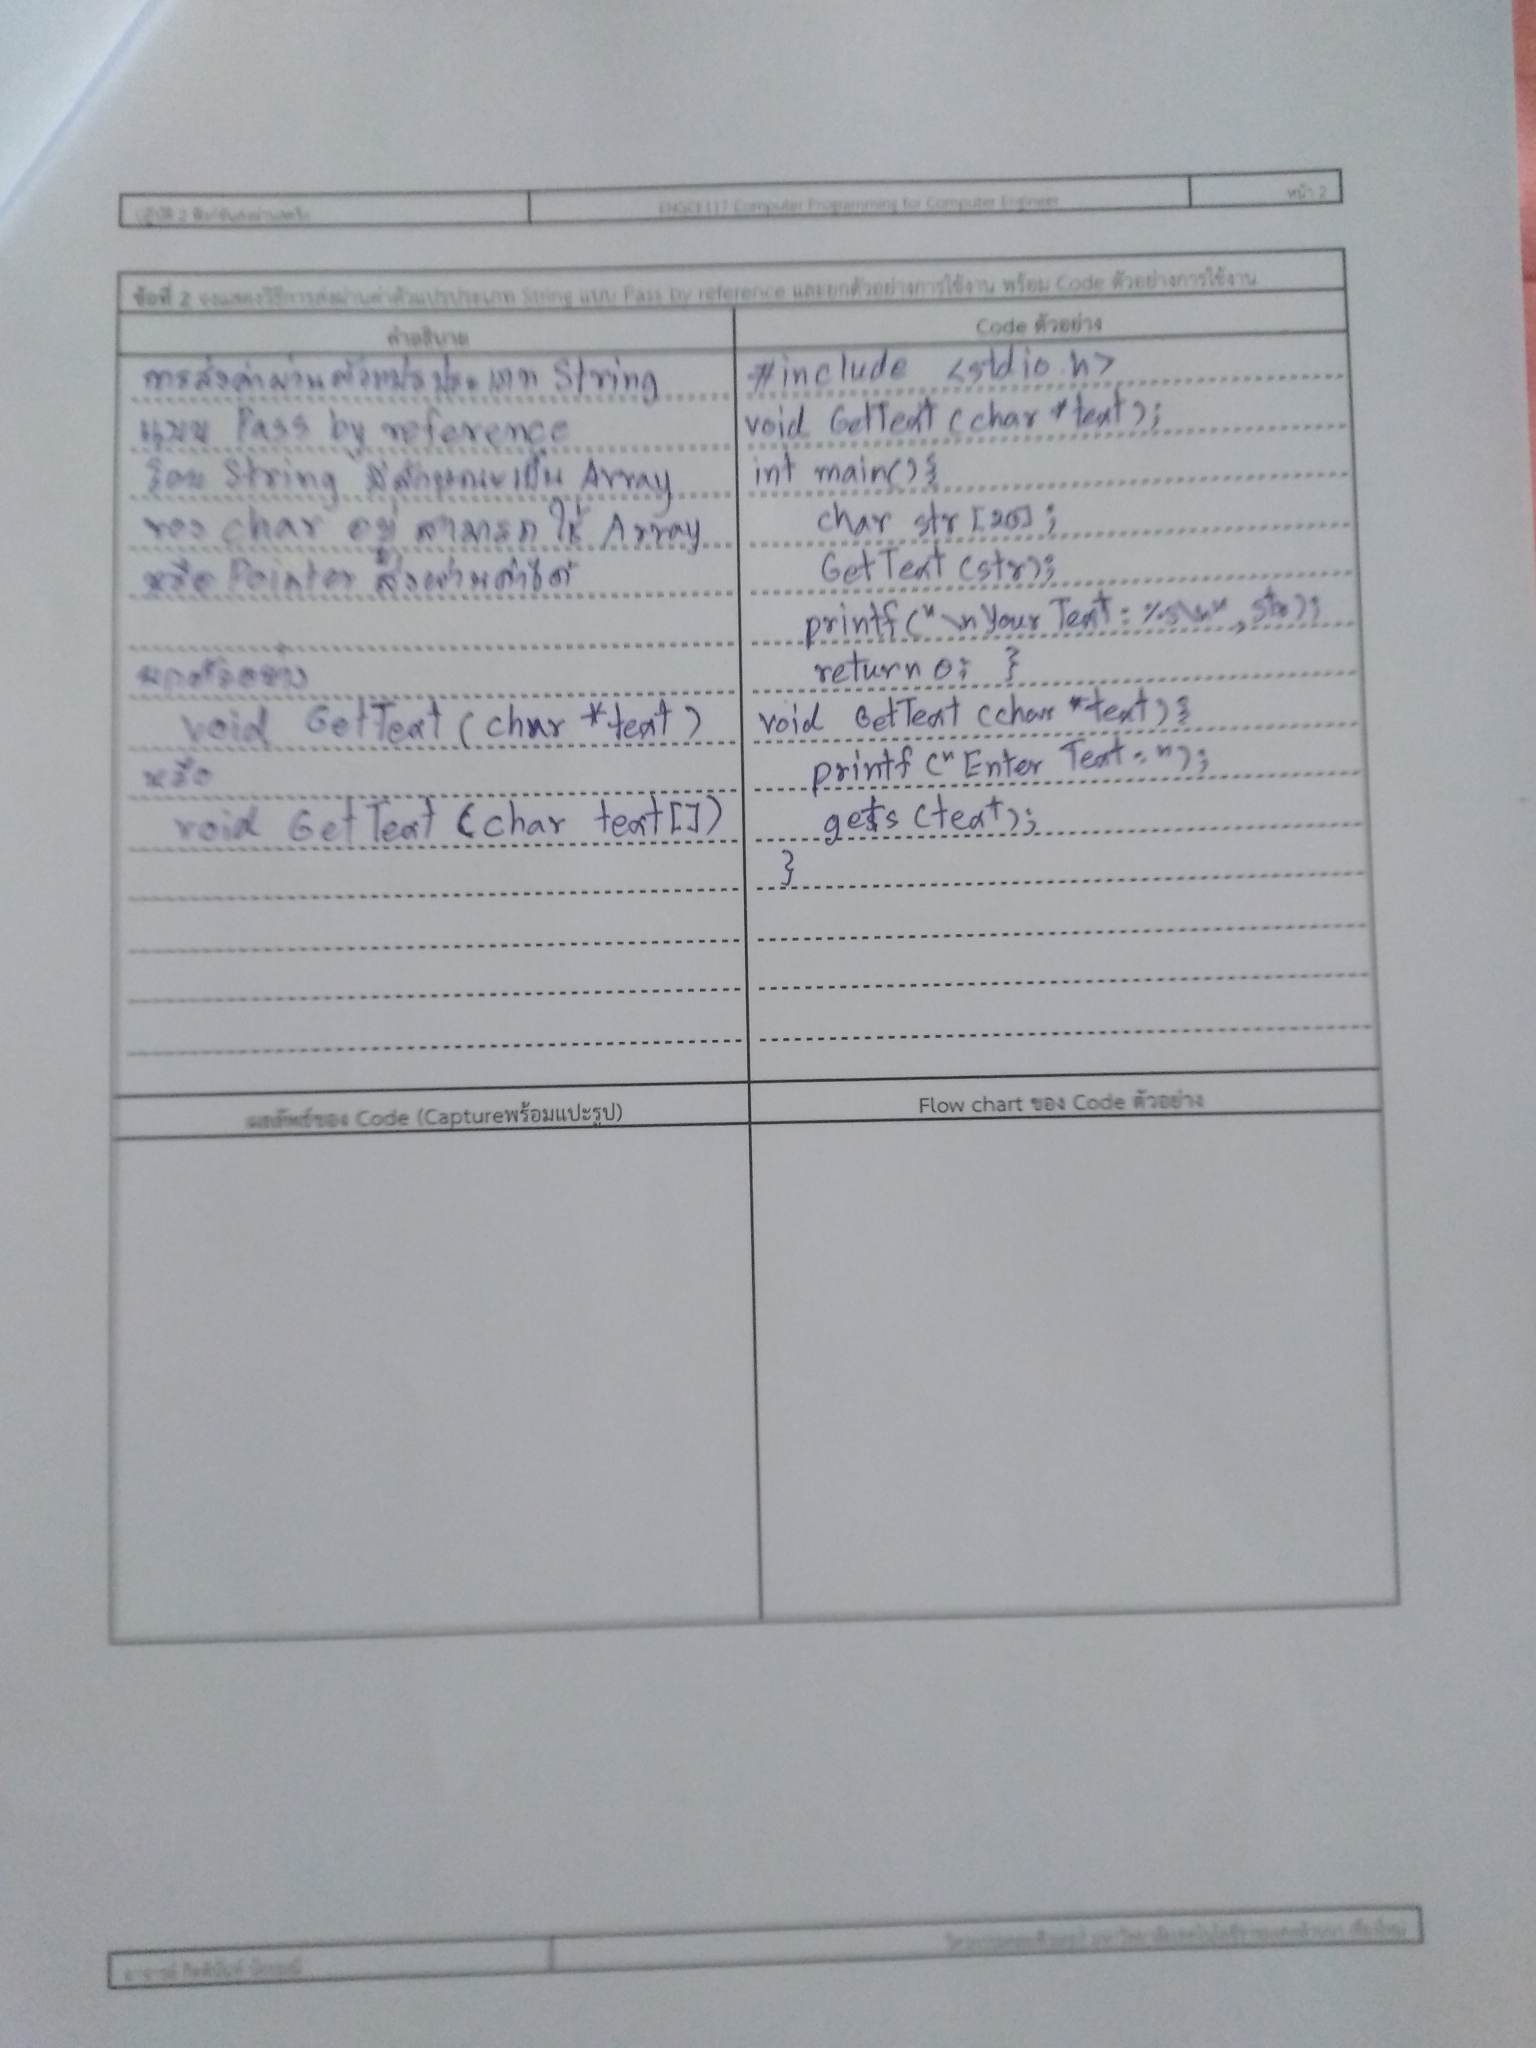 ENGCE117 Computer Programming for Computer Engineer
หน้า 2
ข้อที่ 2 จงแสดงวิธีการส่งผ่านค่าตัวแปรประเภท String แบบ Pass by reference และยกตัวอย่างการใช้งาน พร้อม Code ตัวอย่างการใช้งาน
คำอธิบาย
การส่งค่าผ่านตัวแปรประเภท String
แบบ Pass by reference
โดย String มีลักษณะเป็น Array
ของ char อยู่ สามารถใช้ Array
หรือ Pointer ส่งผ่านค่าได้
ยกตัวอย่าง
void GetText (char *text)
หรือ
void GetText (char text[])
Code ตัวอย่าง
#include <stdio.h>
void GetText (char *text);
int main(){
char str [20];
GetText (str);
printf("\nYour Text : %s\n", str);
return 0; }
void GetText (char *text){
printf ("Enter Text : ");
gets (text);
}
ผลลัพธ์ของ Code (Captureพร้อมแปะรูป)
Flow chart ของ Code ตัวอย่าง